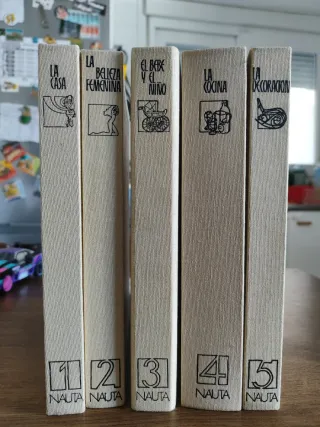 LA
CASA
1
NAUTA
LA
BELLEZA
FEMENINA
2
NAUTA
EL BEBE
Y EL
NIÑO
3
NAUTA
LA
COCINA
4
NAUTA
LA
DECORACION
5
NAUTA